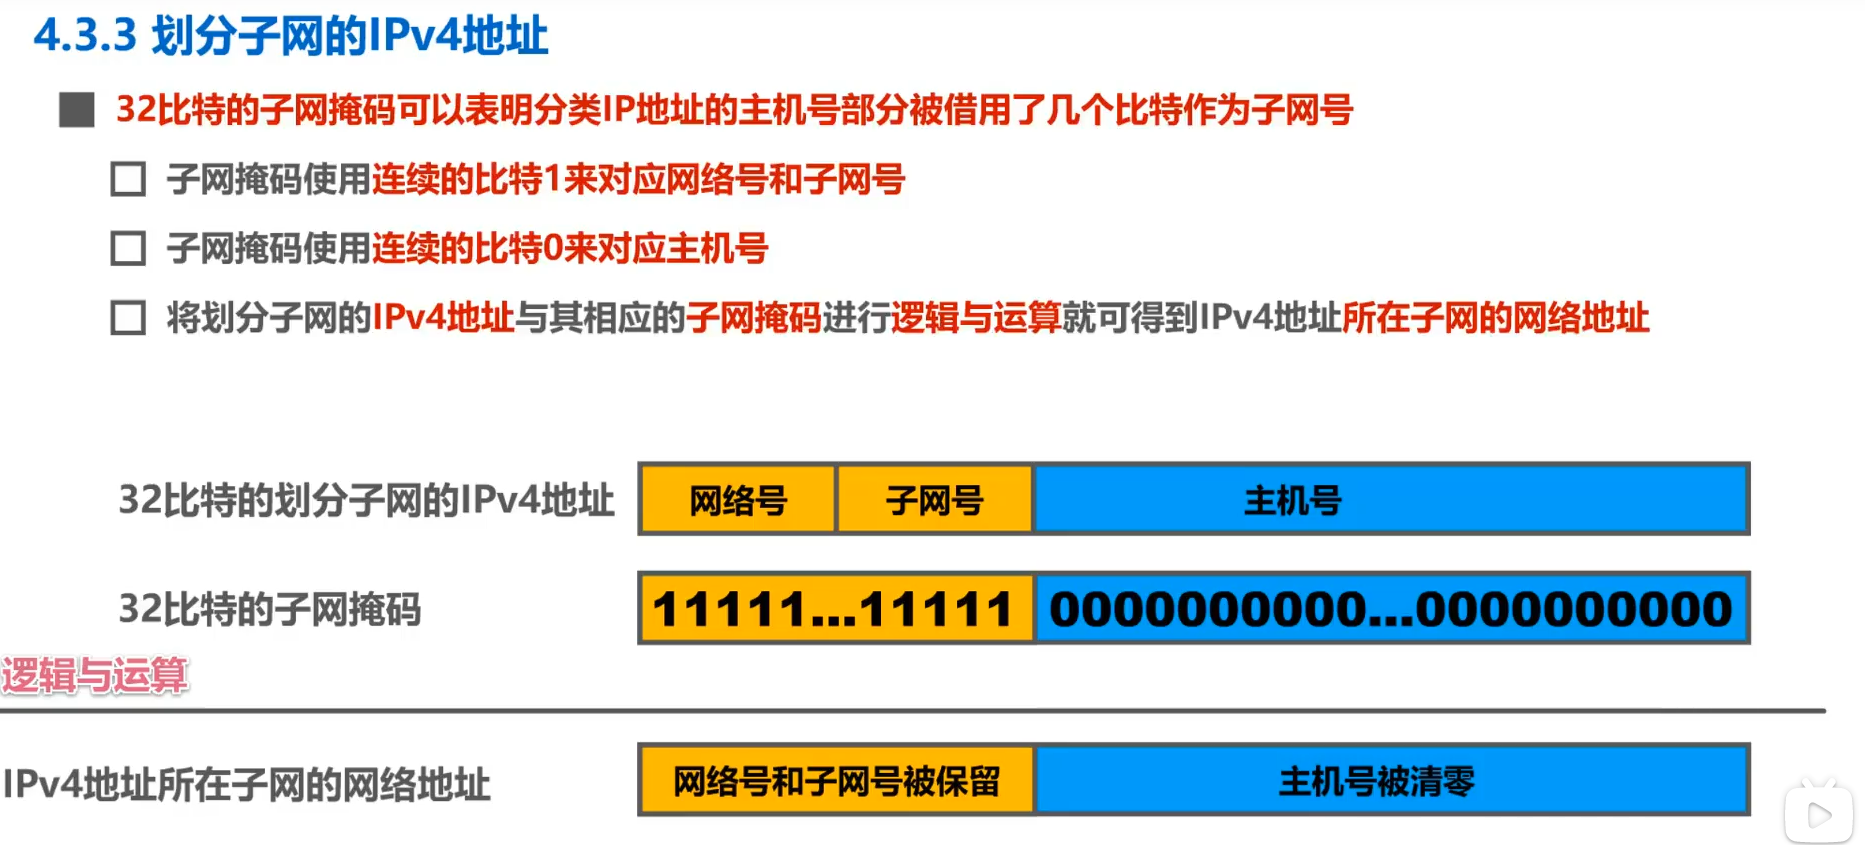 4.3.3 划分子网的IPv4地址
32比特的子网掩码可以表明分类IP地址的主机号部分被借用了几个比特作为子网号
子网掩码使用连续的比特1来对应网络号和子网号
子网掩码使用连续的比特0来对应主机号
将划分子网的IPv4地址与其相应的子网掩码进行逻辑与运算就可得到IPv4地址所在子网的网络地址
32比特的划分子网的IPv4地址 网络号 子网号 主机号
32比特的子网掩码 11111...11111 0000000000...0000000000
逻辑与运算
IPv4地址所在子网的网络地址 网络号和子网号被保留 主机号被清零